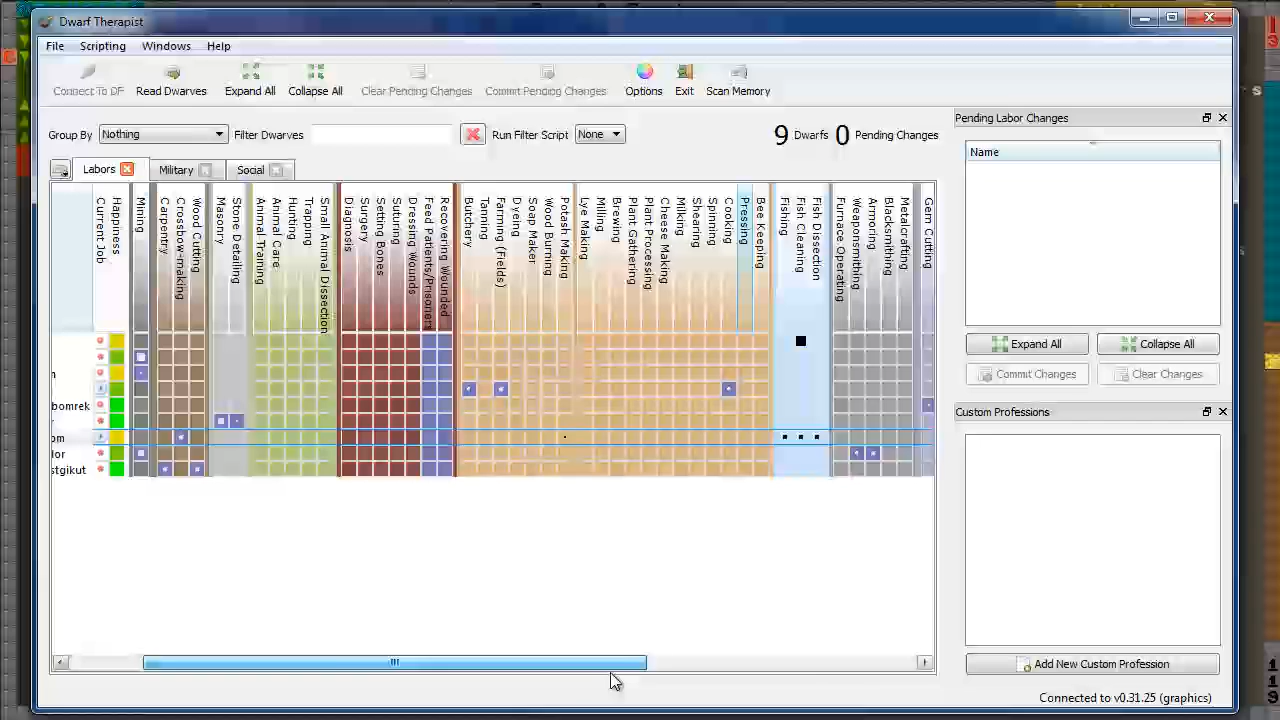 Dwarf Therapist
File Scripting Windows Help
Connect To DF Read Dwarves Expand All Collapse All Clear Pending Changes Commit Pending Changes Options Exit Scan Memory
Group By Nothing Filter Dwarves Run Filter Script None 9 Dwarfs 0 Pending Changes
Labors Military Social
Current Job
Happiness
Mining
Carpentry
Crossbow-making
Wood Cutting
Masonry
Stone Detailing
Animal Training
Animal Care
Hunting
Trapping
Small Animal Dissection
Diagnosis
Surgery
Setting Bones
Suturing
Dressing Wounds
Feed Patients/Prisoners
Recovering Wounded
Butchery
Tanning
Farming (Fields)
Dyeing
Soap Maker
Wood Burning
Potash Making
Lye Making
Milling
Brewing
Plant Gathering
Plant Processing
Cheese Making
Milking
Shearing
Spinning
Cooking
Pressing
Bee Keeping
Fishing
Fish Cleaning
Fish Dissection
Furnace Operating
Weaponsmithing
Armoring
Blacksmithing
Metalcrafting
Gem Cutting
bomrek
om
lor
stgikut
Pending Labor Changes
Name
Expand All Collapse All
Commit Changes Clear Changes
Custom Professions
Add New Custom Profession
Connected to v0.31.25 (graphics)